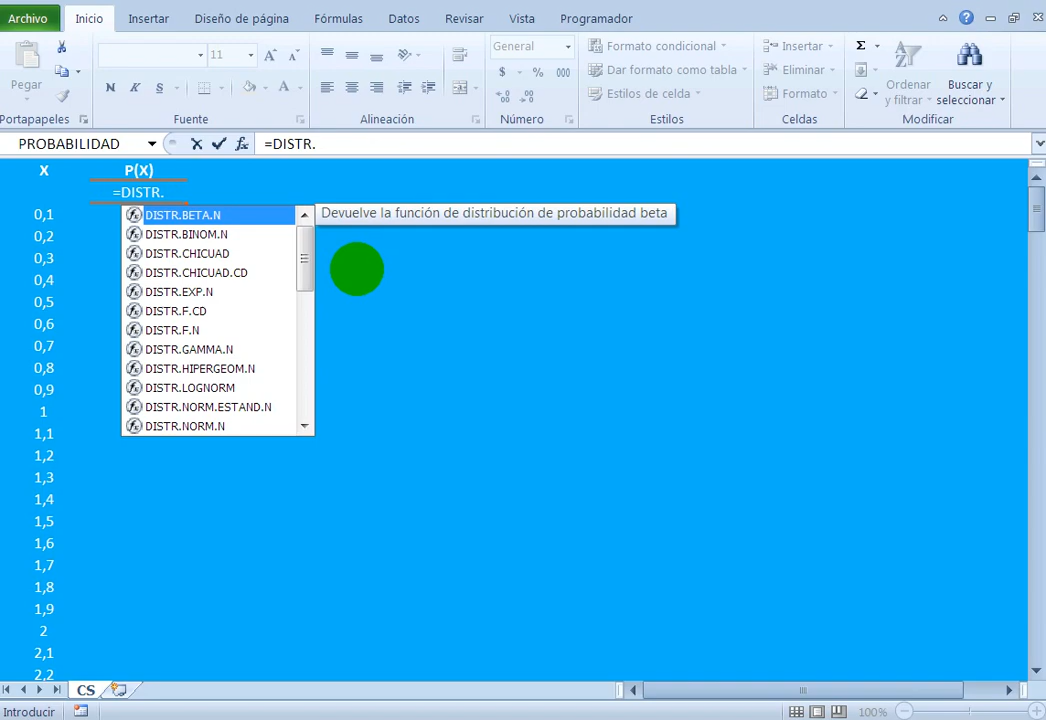 Archivo Inicio Insertar Diseño de página Fórmulas Datos Revisar Vista Programador
11 General Formato condicional Insertar Σ
Pegar N K S A $ % 000 Dar formato como tabla Eliminar Ordenar y filtrar Buscar y seleccionar
Estilos de celda Formato
Portapapeles Fuente Alineación Número Estilos Celdas Modificar
PROBABILIDAD fx =DISTR.
X P(X)
=DISTR.
0,1 DISTR.BETA.N Devuelve la función de distribución de probabilidad beta
0,2 DISTR.BINOM.N
0,3 DISTR.CHICUAD
0,4 DISTR.CHICUAD.CD
0,5 DISTR.EXP.N
DISTR.F.CD
0,6 DISTR.F.N
0,7 DISTR.GAMMA.N
0,8 DISTR.HIPERGEOM.N
0,9 DISTR.LOGNORM
1 DISTR.NORM.ESTAND.N
1,1 DISTR.NORM.N
1,2
1,3
1,4
1,5
1,6
1,7
1,8
1,9
2
2,1
2,2
CS
Introducir 100%